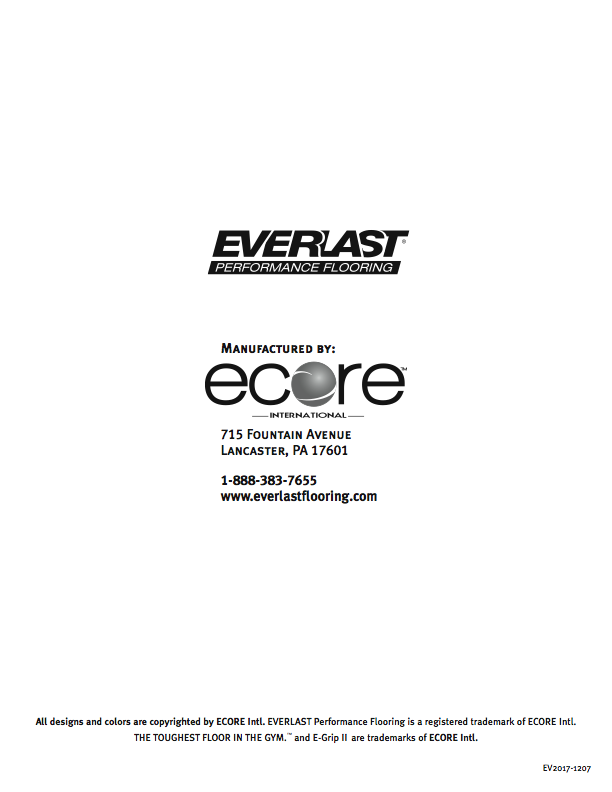 EVERLAST®
PERFORMANCE FLOORING
Manufactured by:
ecore™
INTERNATIONAL
715 Fountain Avenue
Lancaster, PA 17601
1-888-383-7655
www.everlastflooring.com
All designs and colors are copyrighted by ECORE Intl. EVERLAST Performance Flooring is a registered trademark of ECORE Intl.
THE TOUGHEST FLOOR IN THE GYM.™ and E-Grip II are trademarks of ECORE Intl.
EV2017-1207